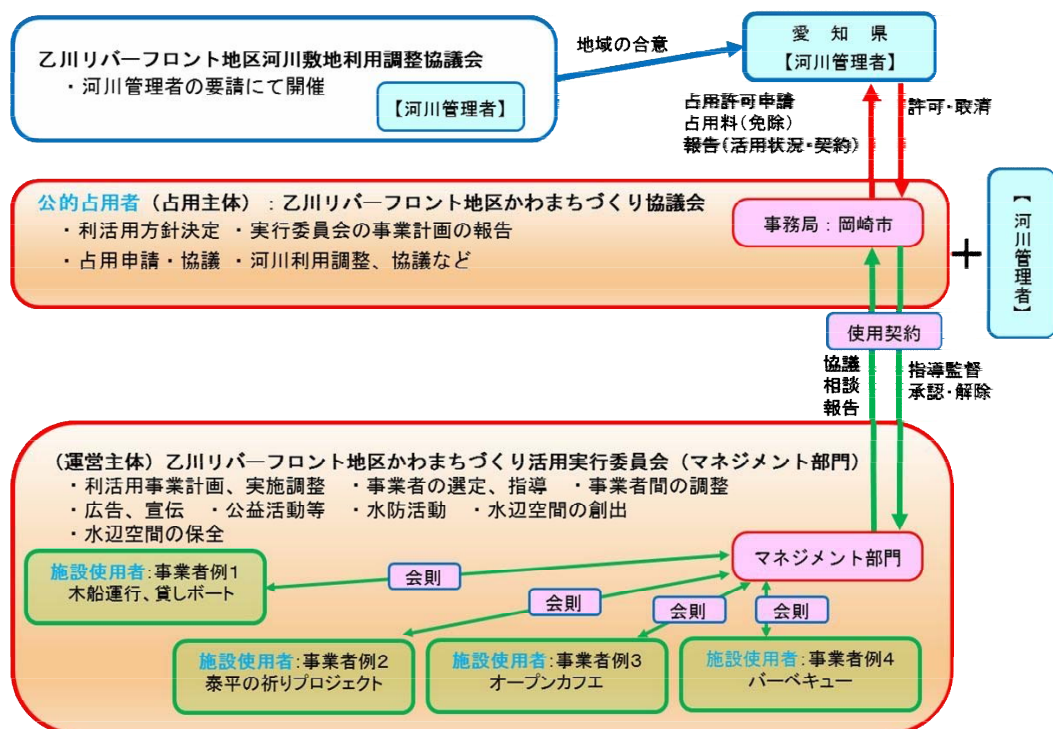 乙川リバーフロント地区河川敷地利用調整協議会
・河川管理者の要請にて開催
【河川管理者】
地域の合意
愛知県
【河川管理者】
占用許可申請
占用料(免除)
報告(活用状況・契約)
許可・取消
公的占用者（占用主体）：乙川リバーフロント地区かわまちづくり協議会
・利活用方針決定 ・実行委員会の事業計画の報告
・占用申請・協議 ・河川利用調整、協議など
事務局：岡崎市
＋
【河川管理者】
使用契約
協議
相談
報告
指導監督
承認・解除
（運営主体）乙川リバーフロント地区かわまちづくり活用実行委員会（マネジメント部門）
・利活用事業計画、実施調整 ・事業者の選定、指導 ・事業者間の調整
・広告、宣伝 ・公益活動等 ・水防活動 ・水辺空間の創出
・水辺空間の保全
マネジメント部門
施設使用者：事業者例1
木船運行、貸しボート
会則
会則
会則
会則
施設使用者：事業者例2
泰平の祈りプロジェクト
施設使用者：事業者例3
オープンカフエ
施設使用者：事業者例4
バーベキュー